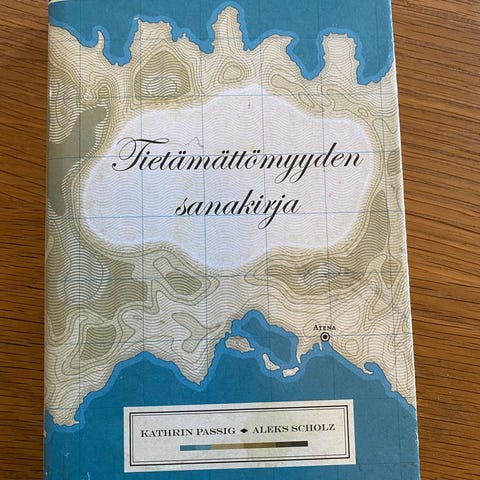 Tietämättömyyden
sanakirja
ATENA
KATHRIN PASSIG ◆ ALEKS SCHOLZ